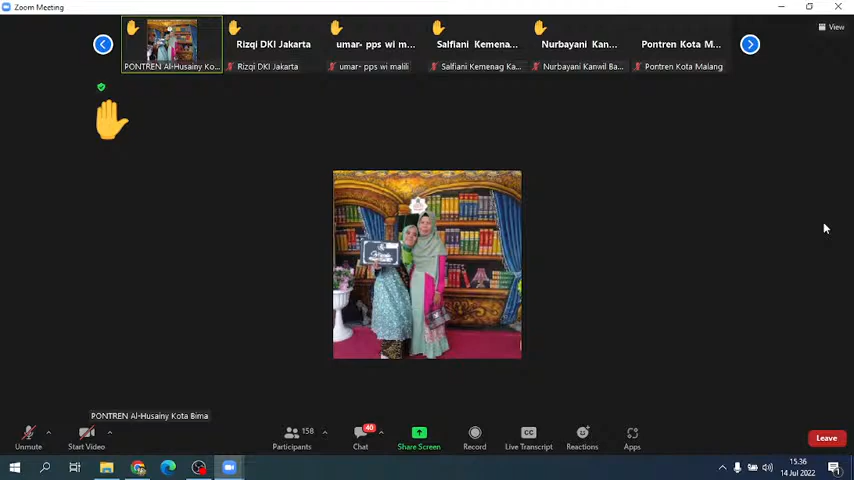 Zoom Meeting
View
Rizqi DKI Jakarta
umar- pps wi m...
Salfiani Kemena...
Nurbayani Kan...
Pontren Kota M...
PONTREN Al-Husainy Ko...
Rizqi DKI Jakarta
umar- pps wi malili
Salfiani Kemenag Ka...
Nurbayani Kanwil Ba...
Pontren Kota Malang
PONTREN Al-Husainy Kota Bima
158
40
CC
Unmute
Start Video
Participants
Chat
Share Screen
Record
Live Transcript
Reactions
Apps
Leave
15.36
14 Jul 2022
1